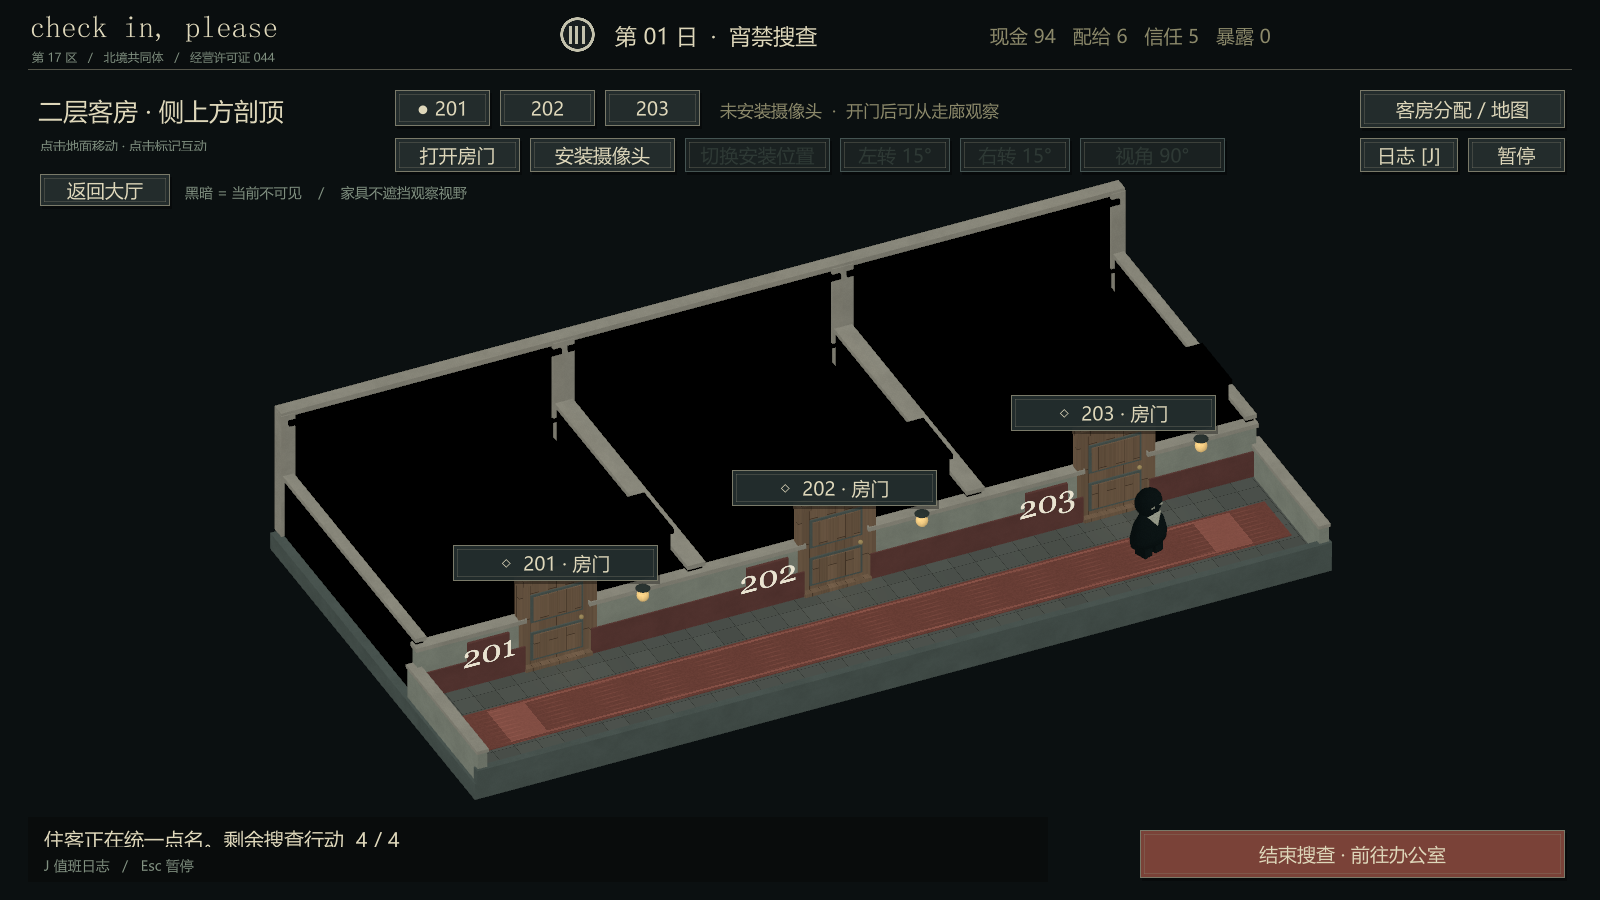 check in, please
第 17 区 / 北境共同体 / 经营许可证 044
第 01 日 · 宵禁搜查
现金 94 配给 6 信任 5 暴露 0
二层客房 · 侧上方剖顶
点击地面移动 · 点击标记互动
返回大厅
黑暗 = 当前不可见 / 家具不遮挡观察视野
● 201
202
203
未安装摄像头 · 开门后可从走廊观察
打开房门
安装摄像头
切换安装位置
左转 15°
右转 15°
视角 90°
客房分配 / 地图
日志 [J]
暂停
◇ 203 · 房门
◇ 202 · 房门
◇ 201 · 房门
203
202
201
住客正在统一点名。剩余搜查行动 4 / 4
J 值班日志 / Esc 暂停
结束搜查 · 前往办公室